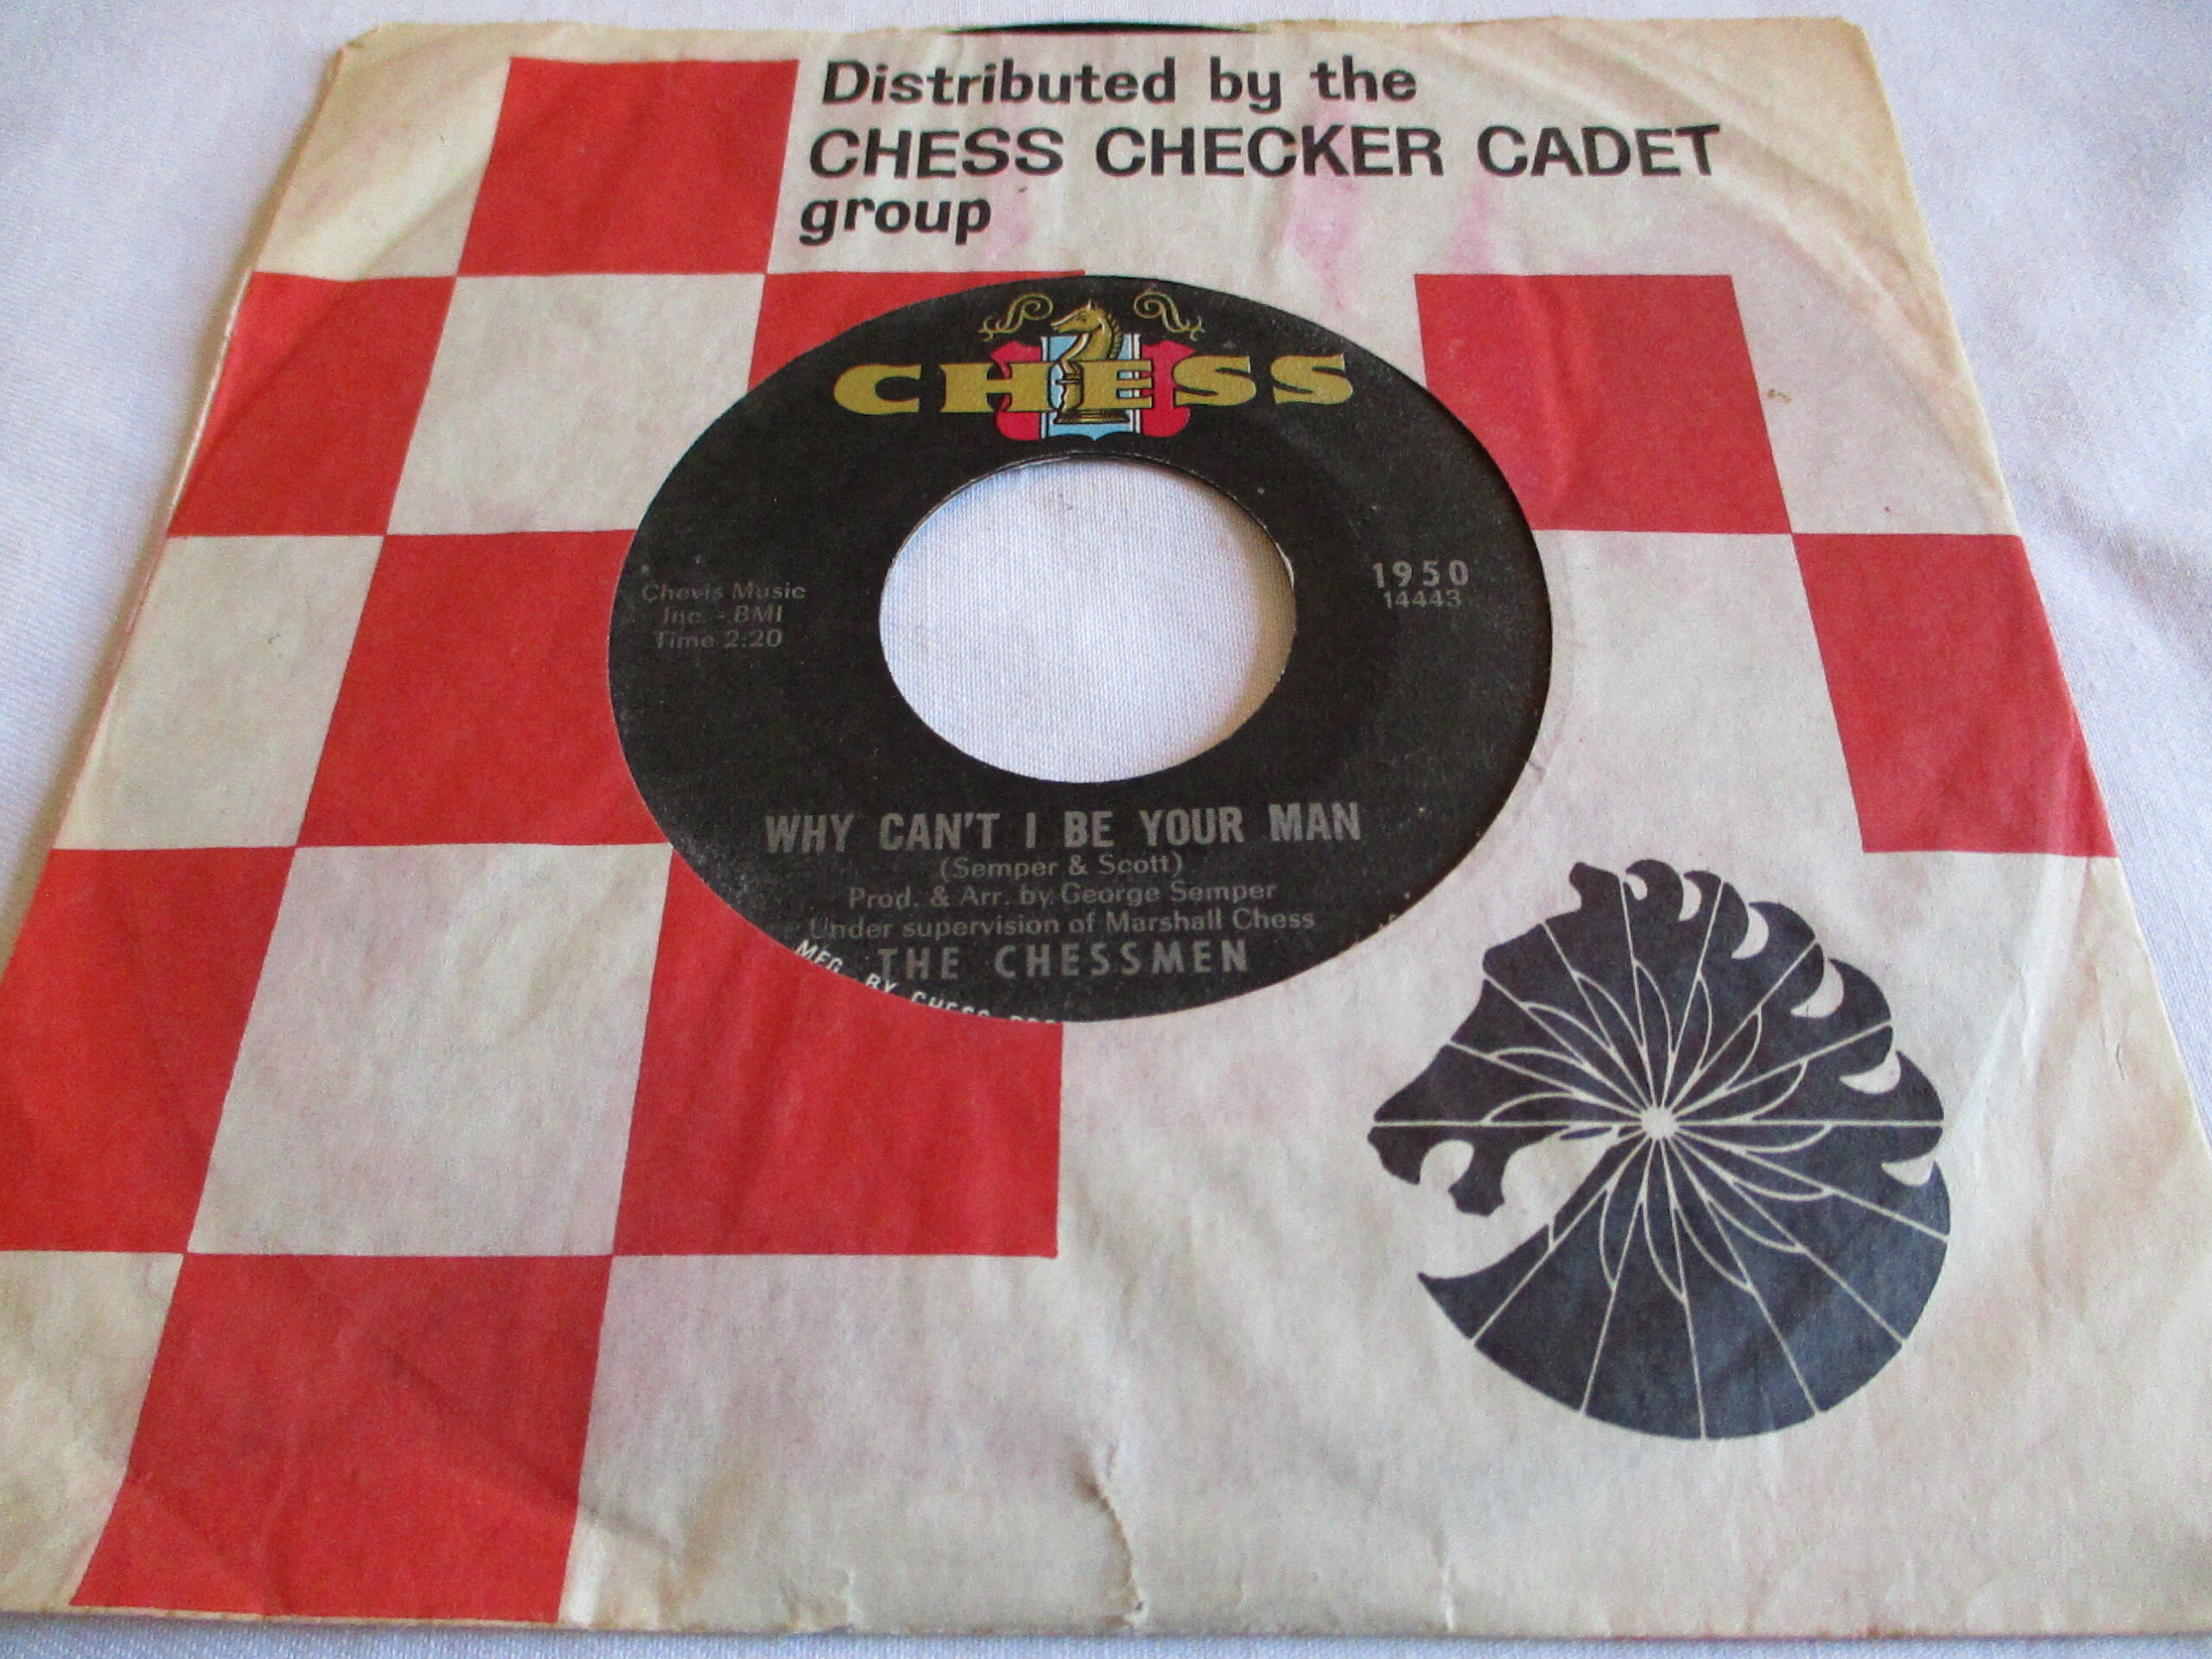 Distributed by the
CHESS CHECKER CADET
group
CHESS
Chevis Music
Inc. - BMI
Time 2:20
1950
14443
WHY CAN'T I BE YOUR MAN
(Semper & Scott)
Prod. & Arr. by George Semper
Under supervision of Marshall Chess
THE CHESSMEN
MFG. BY CHESS